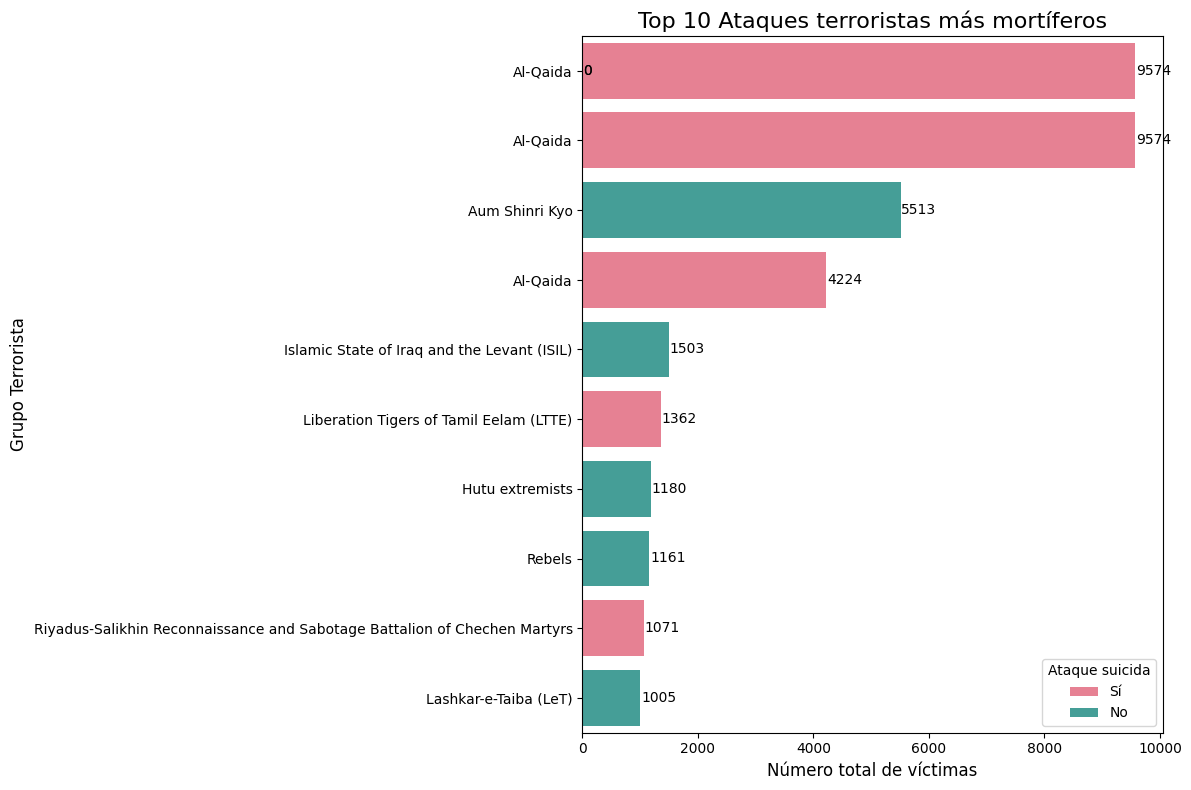 Top 10 Ataques terroristas más mortíferos
Grupo Terrorista
Al-Qaida 0 9574
Al-Qaida 9574
Aum Shinri Kyo 5513
Al-Qaida 4224
Islamic State of Iraq and the Levant (ISIL) 1503
Liberation Tigers of Tamil Eelam (LTTE) 1362
Hutu extremists 1180
Rebels 1161
Riyadus-Salikhin Reconnaissance and Sabotage Battalion of Chechen Martyrs 1071
Lashkar-e-Taiba (LeT) 1005
Ataque suicida
Sí
No
0 2000 4000 6000 8000 10000
Número total de víctimas